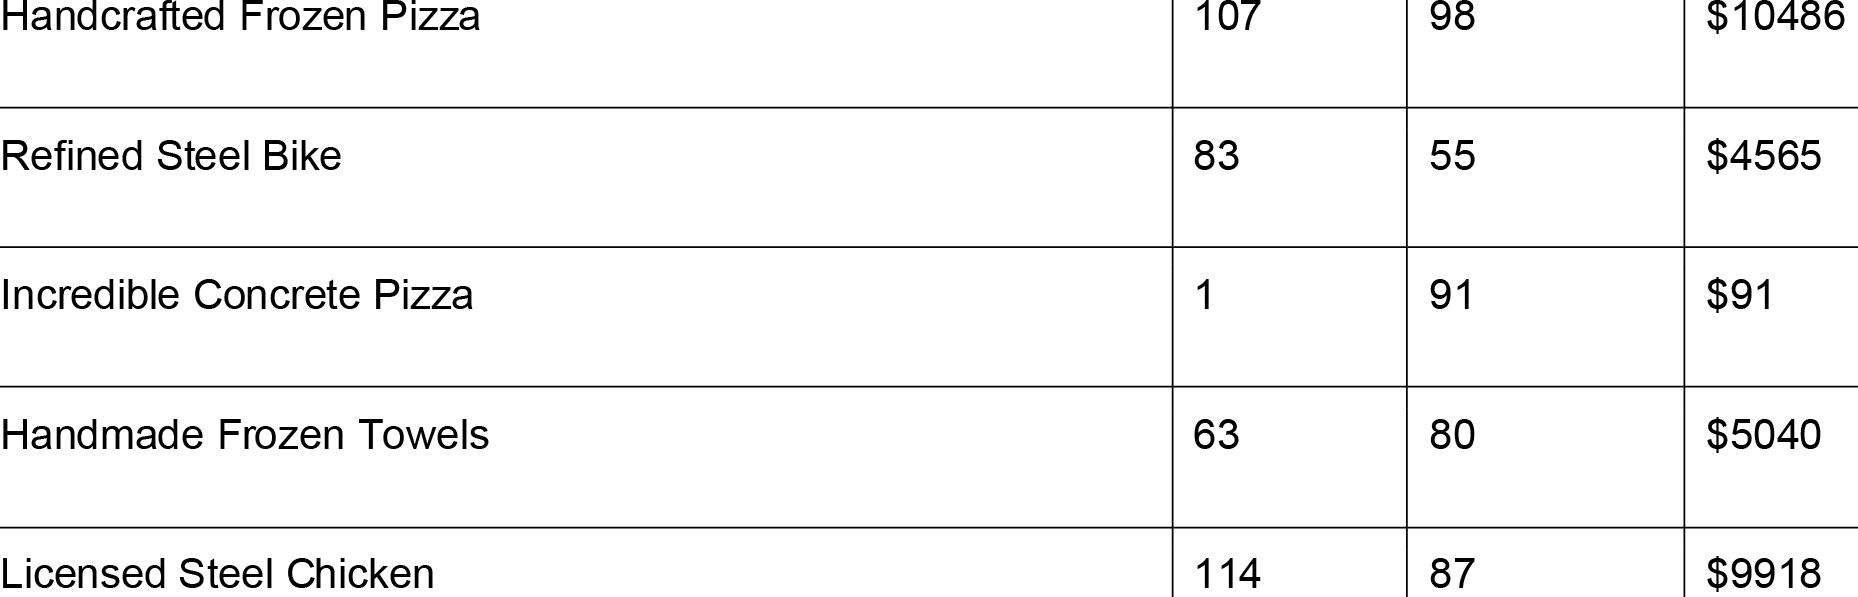 Handcrafted Frozen Pizza 107 98 $10486
Refined Steel Bike 83 55 $4565
Incredible Concrete Pizza 1 91 $91
Handmade Frozen Towels 63 80 $5040
Licensed Steel Chicken 114 87 $9918